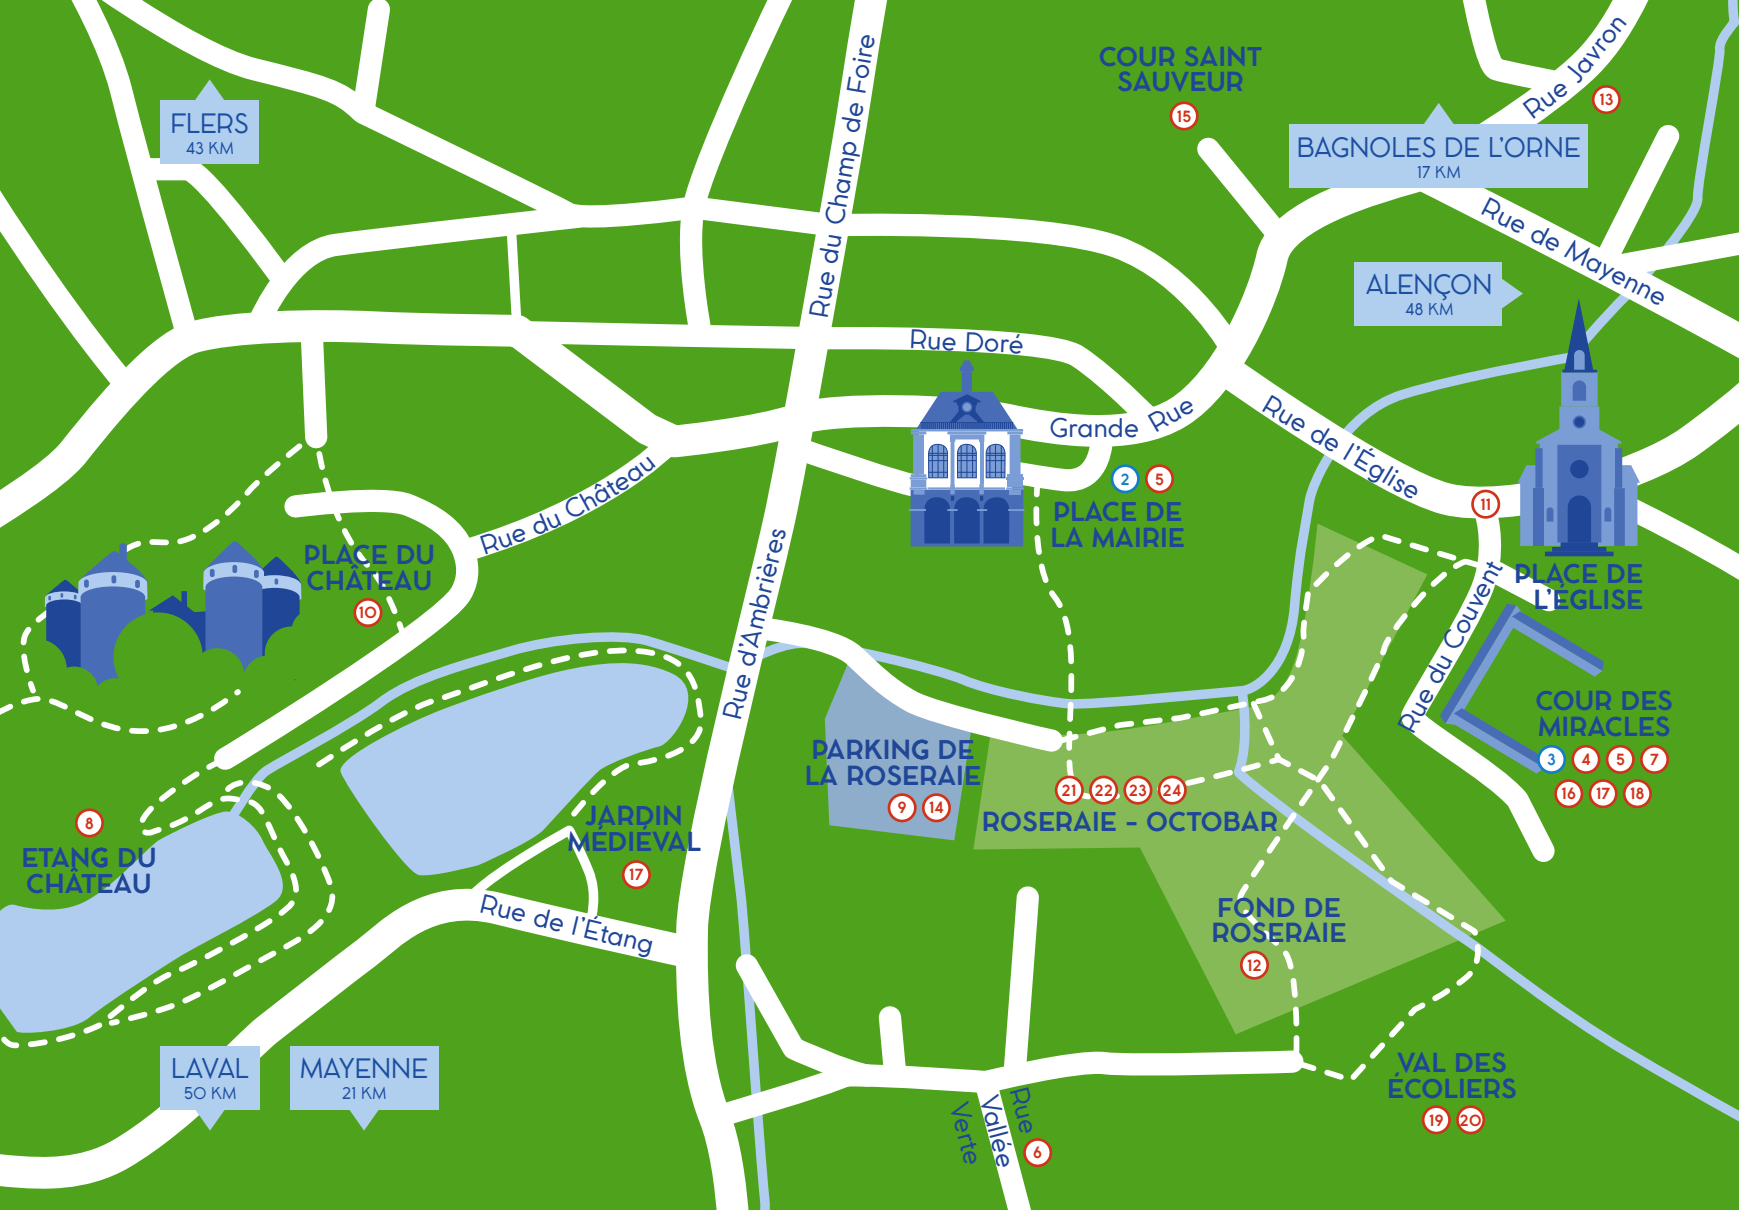 COUR SAINT
SAUVEUR
15
Rue Javron
13
FLERS
43 KM
BAGNOLES DE L'ORNE
17 KM
Rue du Champ de Foire
Rue de Mayenne
ALENÇON
48 KM
Rue Doré
Grande Rue
Rue de l'Église
2 5
PLACE DE
LA MAIRIE
11
Rue du Château
PLACE DU
CHÂTEAU
10
PLACE DE
L'ÉGLISE
Rue d'Ambrières
Rue du Couvent
COUR DES
MIRACLES
3 4 5 7
16 17 18
PARKING DE
LA ROSERAIE
9 14
21 22 23 24
ROSERAIE - OCTOBAR
8
ETANG DU
CHÂTEAU
JARDIN
MÉDIÉVAL
17
Rue de l'Étang
FOND DE
ROSERAIE
12
LAVAL
50 KM
MAYENNE
21 KM
VAL DES
ÉCOLIERS
19 20
Rue
Vallée
Verte
6